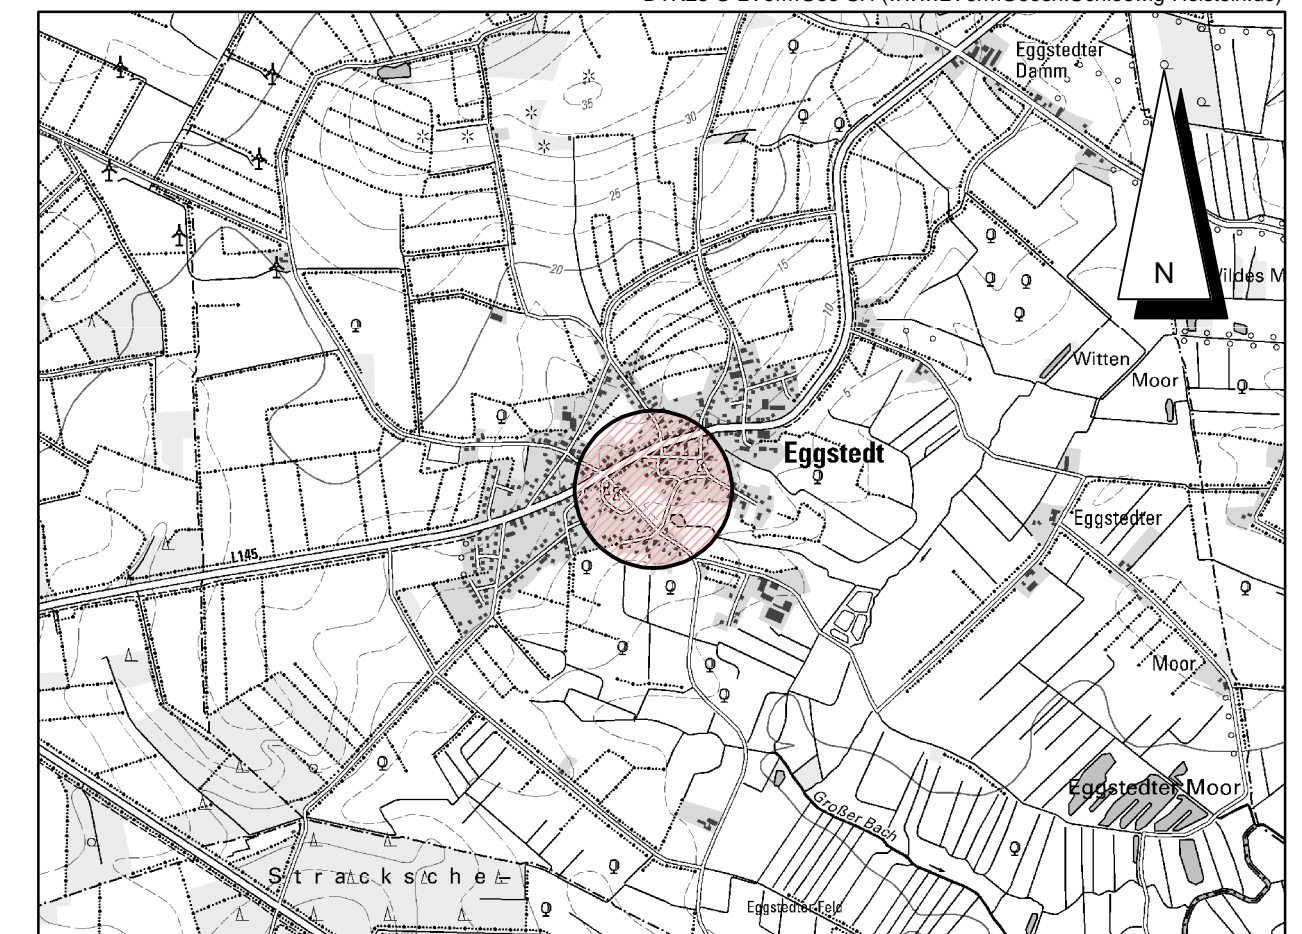 Eggstedter
Damm
35
30
25
20
15
10
5
N
Wildes M
Witten
Moor
Eggstedt
Eggstedter
L145
Moor
Eggstedter Moor
Großer Bach
Stracksche
Eggstedter Feld